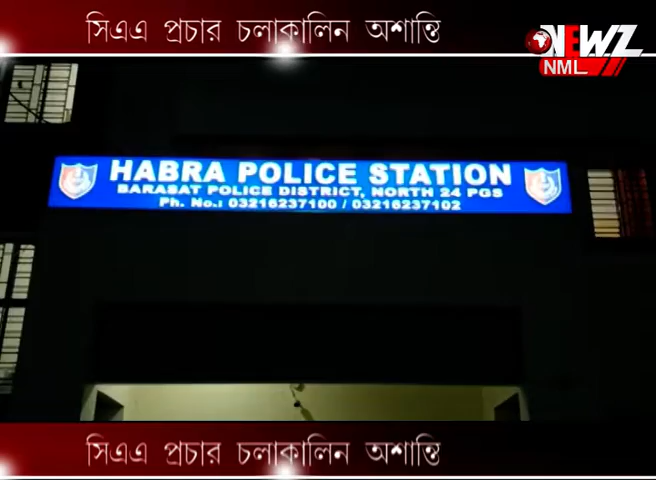 সিএএ প্রচার চলাকালিন অশান্তি
NEWZ
NML
HABRA POLICE STATION
BARASAT POLICE DISTRICT, NORTH 24 PGS
Ph. No.: 03216237100 / 03216237102
সিএএ প্রচার চলাকালিন অশান্তি